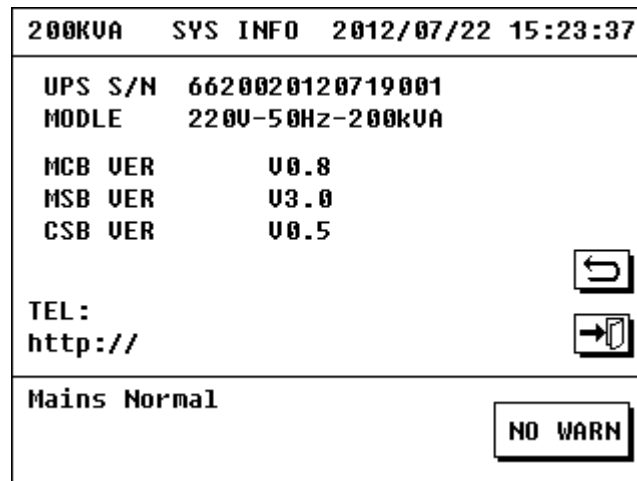 200KVA SYS INFO 2012/07/22 15:23:37
UPS S/N 6620020120719001
MODLE 220V-50Hz-200kVA
MCB VER V0.8
MSB VER V3.0
CSB VER V0.5
TEL:
http://
Mains Normal
NO WARN